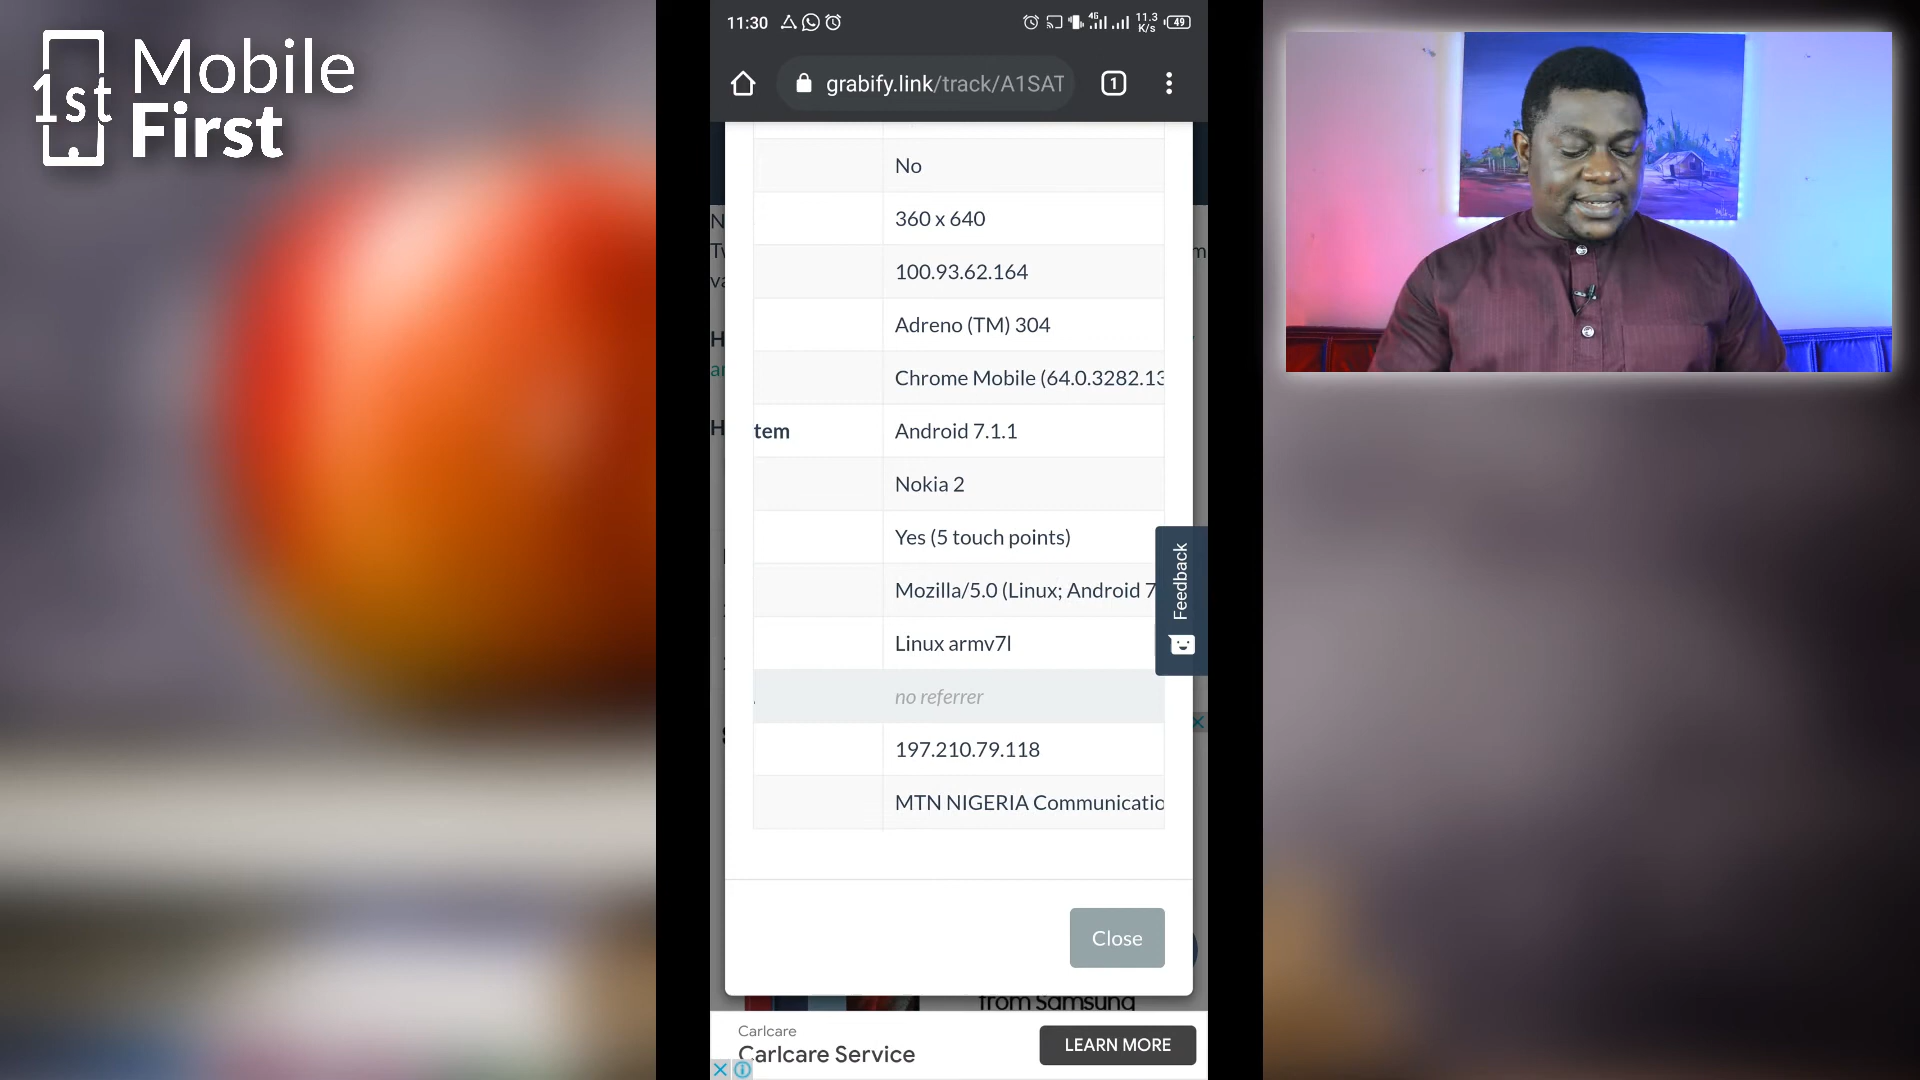 1st
Mobile
First
11:30
4G
11.3
K/s
49
grabify.link/track/A1SAT
1
No
360 x 640
100.93.62.164
Adreno (TM) 304
Chrome Mobile (64.0.3282.13
tem
Android 7.1.1
Nokia 2
Yes (5 touch points)
Mozilla/5.0 (Linux; Android 7
Linux armv7l
no referrer
197.210.79.118
MTN NIGERIA Communicatio
Feedback
Close
from Samsung
Carlcare
Carlcare Service
LEARN MORE